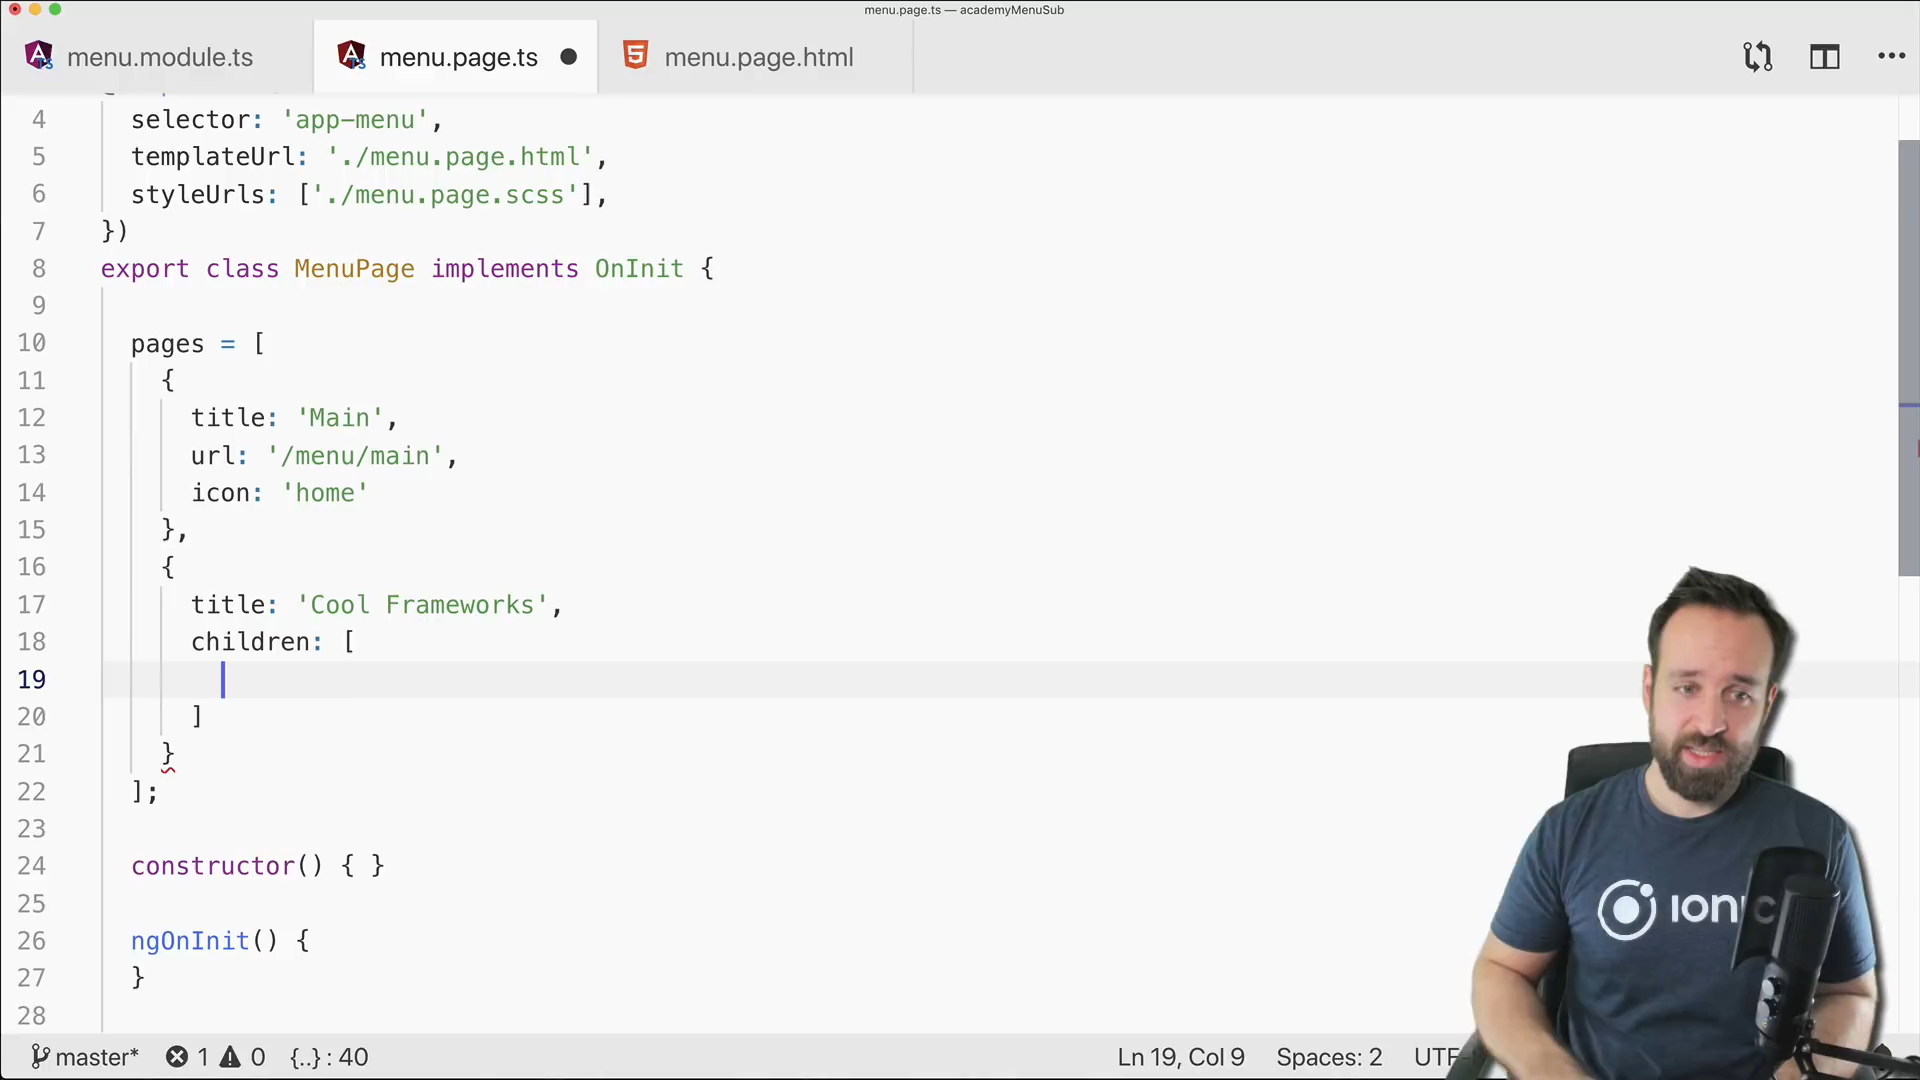 menu.page.ts — academyMenuSub
menu.module.ts
menu.page.ts
menu.page.html
4 selector: 'app-menu',
5 templateUrl: './menu.page.html',
6 styleUrls: ['./menu.page.scss'],
7 })
8 export class MenuPage implements OnInit {
9
10 pages = [
11 {
12 title: 'Main',
13 url: '/menu/main',
14 icon: 'home'
15 },
16 {
17 title: 'Cool Frameworks',
18 children: [
19
20 ]
21 }
22 ];
23
24 constructor() { }
25
26 ngOnInit() {
27 }
28
master* 1 0 {..} : 40 Ln 19, Col 9 Spaces: 2 UTF-